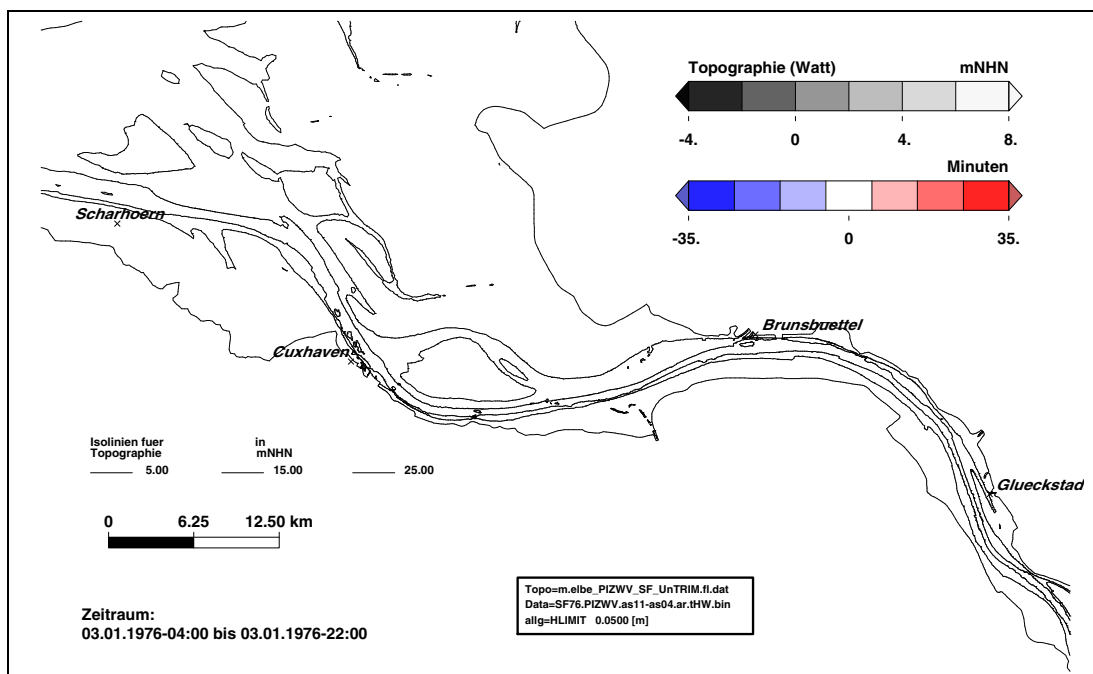 Topographie (Watt) mNHN
-4. 0 4. 8.
Minuten
-35. 0 35.
Scharhoern
Brunsbuettel
Cuxhaven
Glueckstad
Isolinien fuer in
Topographie mNHN
5.00 15.00 25.00
0 6.25 12.50 km
Topo=m.elbe_PIZWV_SF_UnTRIM.fl.dat
Data=SF76.PIZWV.as11-as04.ar.tHW.bin
allg=HLIMIT 0.0500 [m]
Zeitraum:
03.01.1976-04:00 bis 03.01.1976-22:00